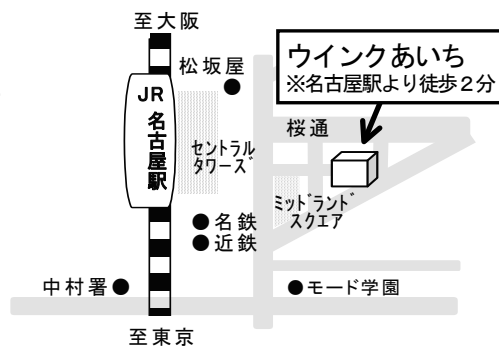 至大阪
松坂屋
ウインクあいち
※名古屋駅より徒歩2分
JR
名古屋駅
セントラル
タワーズ
桜通
ミッドランド
スクエア
名鉄
近鉄
中村署
モード学園
至東京